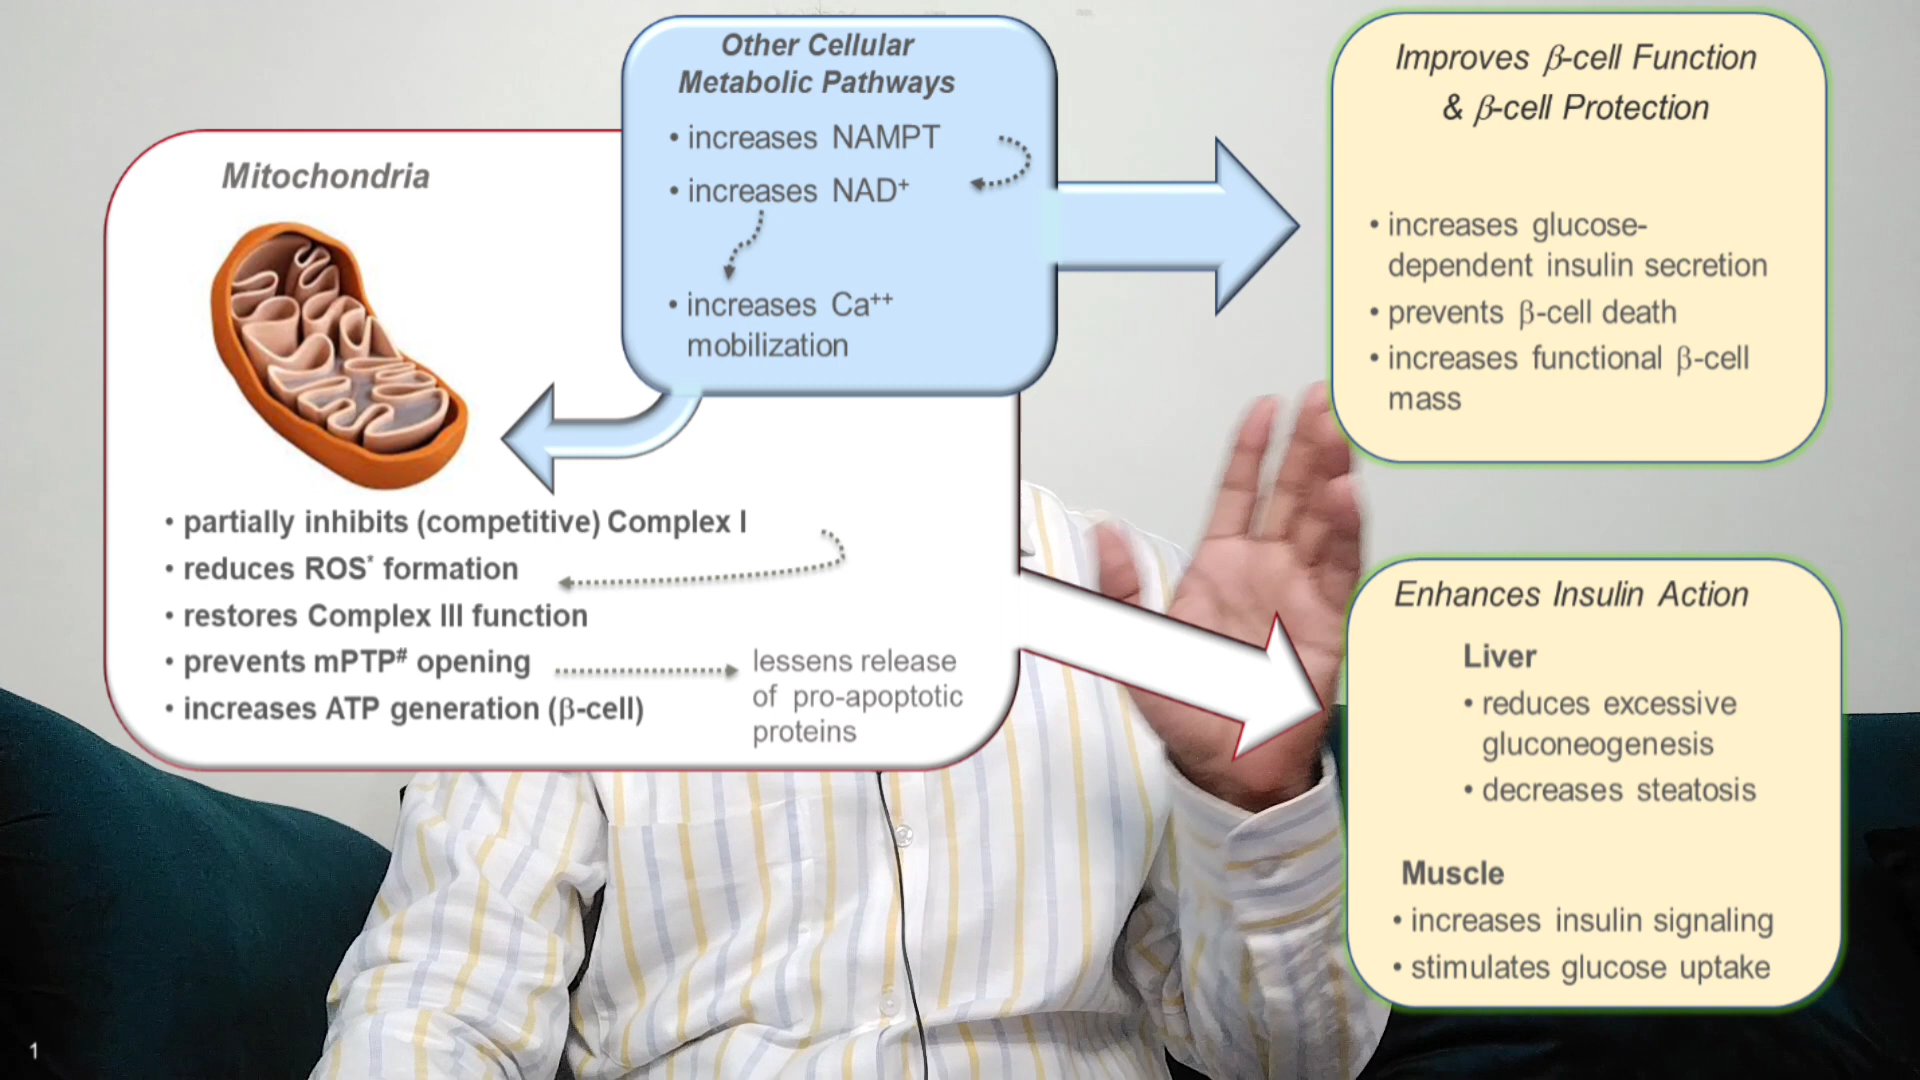 Other Cellular
Metabolic Pathways
• increases NAMPT
• increases NAD⁺
• increases Ca⁺⁺
mobilization
Mitochondria
• partially inhibits (competitive) Complex I
• reduces ROS* formation
• restores Complex III function
• prevents mPTP# opening
• increases ATP generation (β-cell)
lessens release
of pro-apoptotic
proteins
Improves β-cell Function
& β-cell Protection
• increases glucose-
dependent insulin secretion
• prevents β-cell death
• increases functional β-cell
mass
Enhances Insulin Action
Liver
• reduces excessive
gluconeogenesis
• decreases steatosis
Muscle
• increases insulin signaling
• stimulates glucose uptake
1